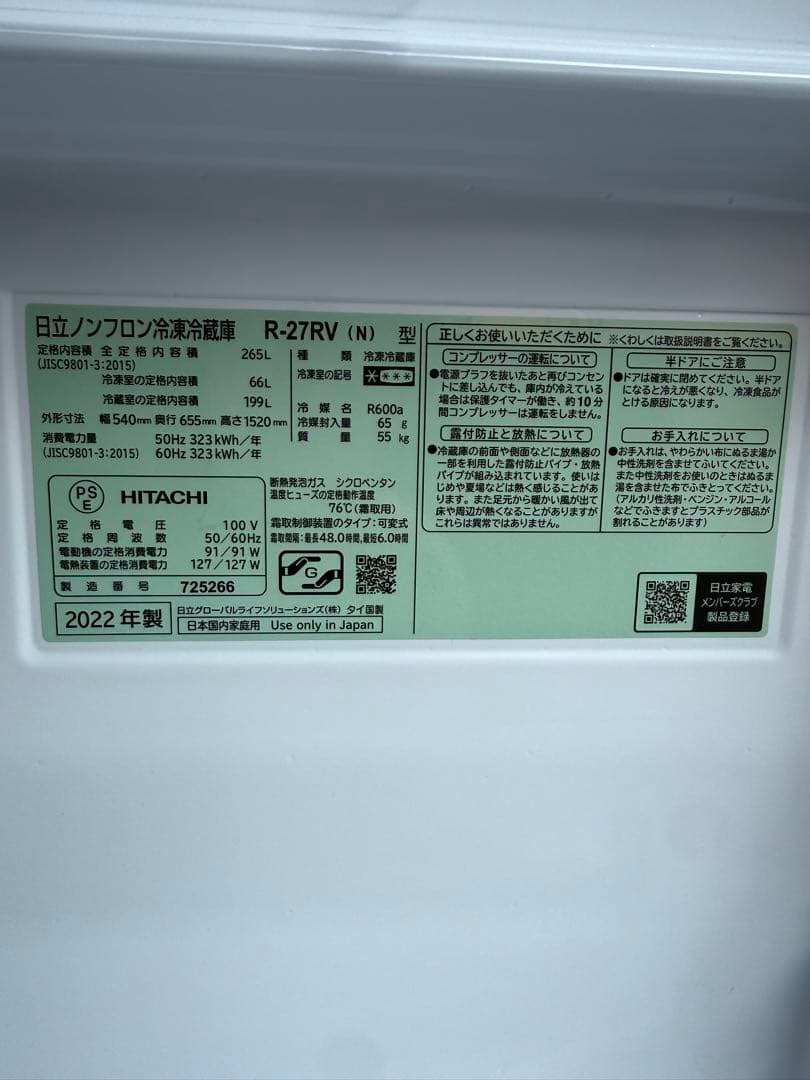 日立ノンフロン冷凍冷蔵庫 R-27RV (N) 型
定格内容積 全定格内容積 265L
(JISC9801-3:2015)
冷凍室の定格内容積 66L
冷蔵室の定格内容積 199L
外形寸法 幅540mm 奥行655mm 高さ1520mm
消費電力量 50Hz 323kWh/年
(JISC9801-3:2015) 60Hz 323kWh/年
種類 冷凍冷蔵庫
冷凍室の記号 ****
冷媒名 R600a
冷媒封入量 65 g
質量 55 kg
PS
E
HITACHI
定格電圧 100 V
定格周波数 50/60Hz
電動機の定格消費電力 91/91 W
電熱装置の定格消費電力 127/127 W
製造番号 725266
断熱発泡ガス シクロペンタン
温度ヒューズの定格動作温度
76℃(霜取用)
霜取制御装置のタイプ:可変式
霜取間隔:最長48.0時間,最短6.0時間
G
2022 年製
日立グローバルライフソリューションズ(株) タイ国製
日本国内家庭用 Use only in Japan
正しくお使いいただくために ※くわしくは取扱説明書をご覧ください。
コンプレッサーの運転について
●電源プラグを抜いたあと再びコンセン
トに差し込んでも、庫内が冷えている
場合は保護タイマーが働き、約10分
間コンプレッサーは運転をしません。
露付防止と放熱について
●冷蔵庫の前面や側面などに放熱器の
一部を利用した露付防止パイプ・放熱
パイプが組み込まれています。使いは
じめや夏場などは熱く感じることがあ
ります。また足元から暖かい風が出て
床や周辺が熱くなることがありますが
これらは異常ではありません。
半ドアにご注意
●ドアは確実に閉めてください。半ドア
になると冷えが悪くなり、冷凍食品が
とける原因になります。
お手入れについて
●お手入れは、やわらかい布にぬるま湯か
中性洗剤を含ませてふいてください。
また中性洗剤をお使いのときはぬるま
湯を含ませた布でふきとってください。
(アルカリ性洗剤・ベンジン・アルコール
などでふきますとプラスチック部品が
割れることがあります)
日立家電
メンバーズクラブ
製品登録